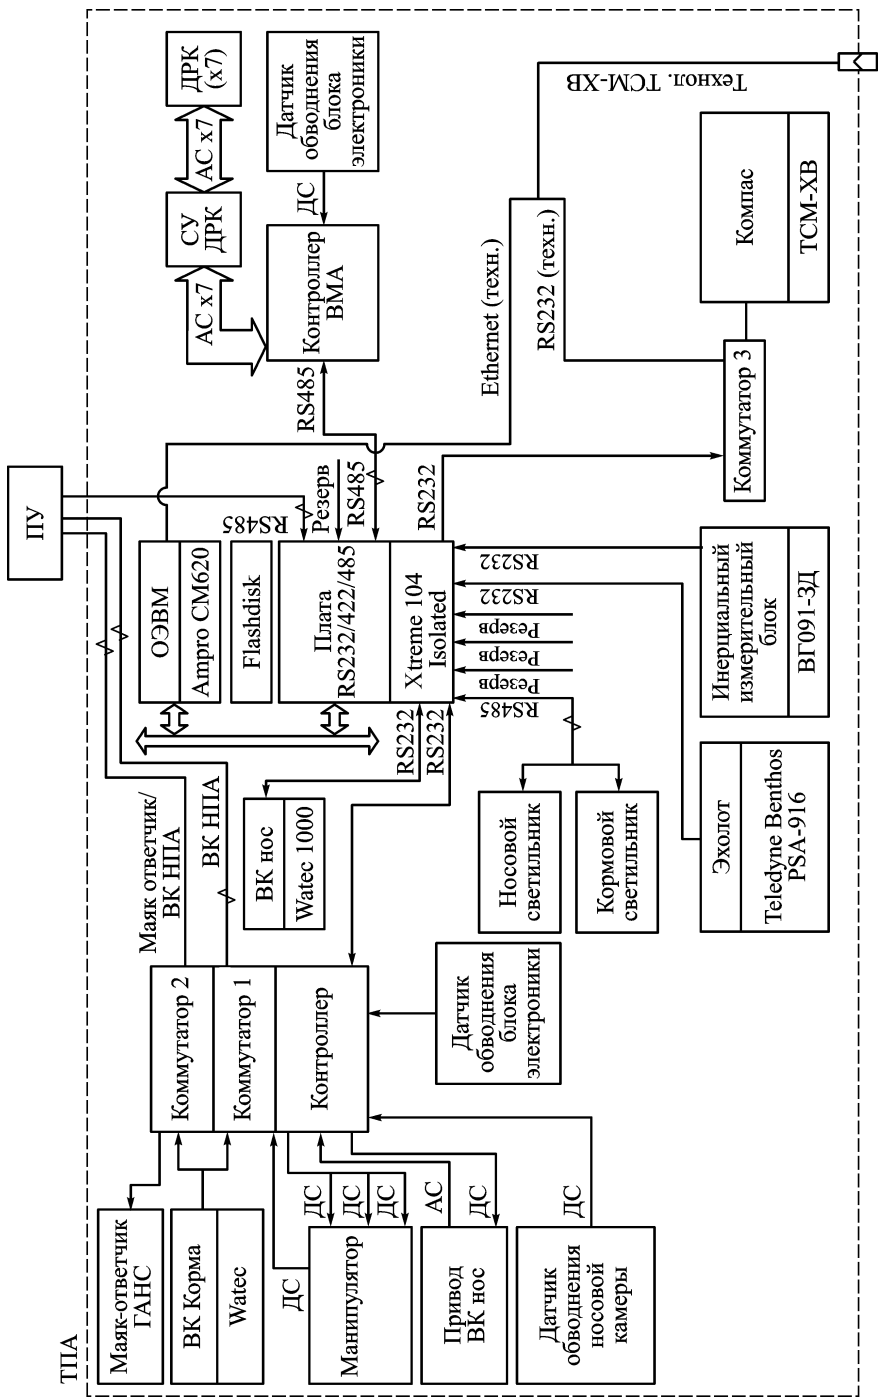 ТПА
Маяк-ответчик
ГАНС
ВК Корма
Watec
Манипулятор
Привод
ВК нос
Датчик
обводнения
носовой
камеры
ДС
ДС
ДС
ДС
АС
ДС
ДС
Коммутатор 2
Коммутатор 1
Контроллер
Датчик
обводнения
блока
электроники
Маяк ответчик/
ВК НПА
ВК НПА
ВК нос
Watec 1000
Носовой
светильник
Кормовой
светильник
Эхолот
Teledyne Benthos
PSA-916
Инерциальный
измерительный
блок
ВГ091-3Д
ПУ
ОЭВМ
Ampro CM620
Flashdisk
Плата
RS232/422/485
Xtreme 104
Isolated
RS232
RS232
RS485
Резерв
Резерв
Резерв
RS232
RS232
RS485
Резерв
RS485
RS232
RS485
Коммутатор 3
Компас
ТСМ-ХВ
Ethernet (техн.)
RS232 (техн.)
Технол. ТСМ-ХВ
Контроллер
ВМА
ДС
Датчик
обводнения
блока
электроники
АС x7
СУ
ДРК
АС x7
ДРК
(x7)